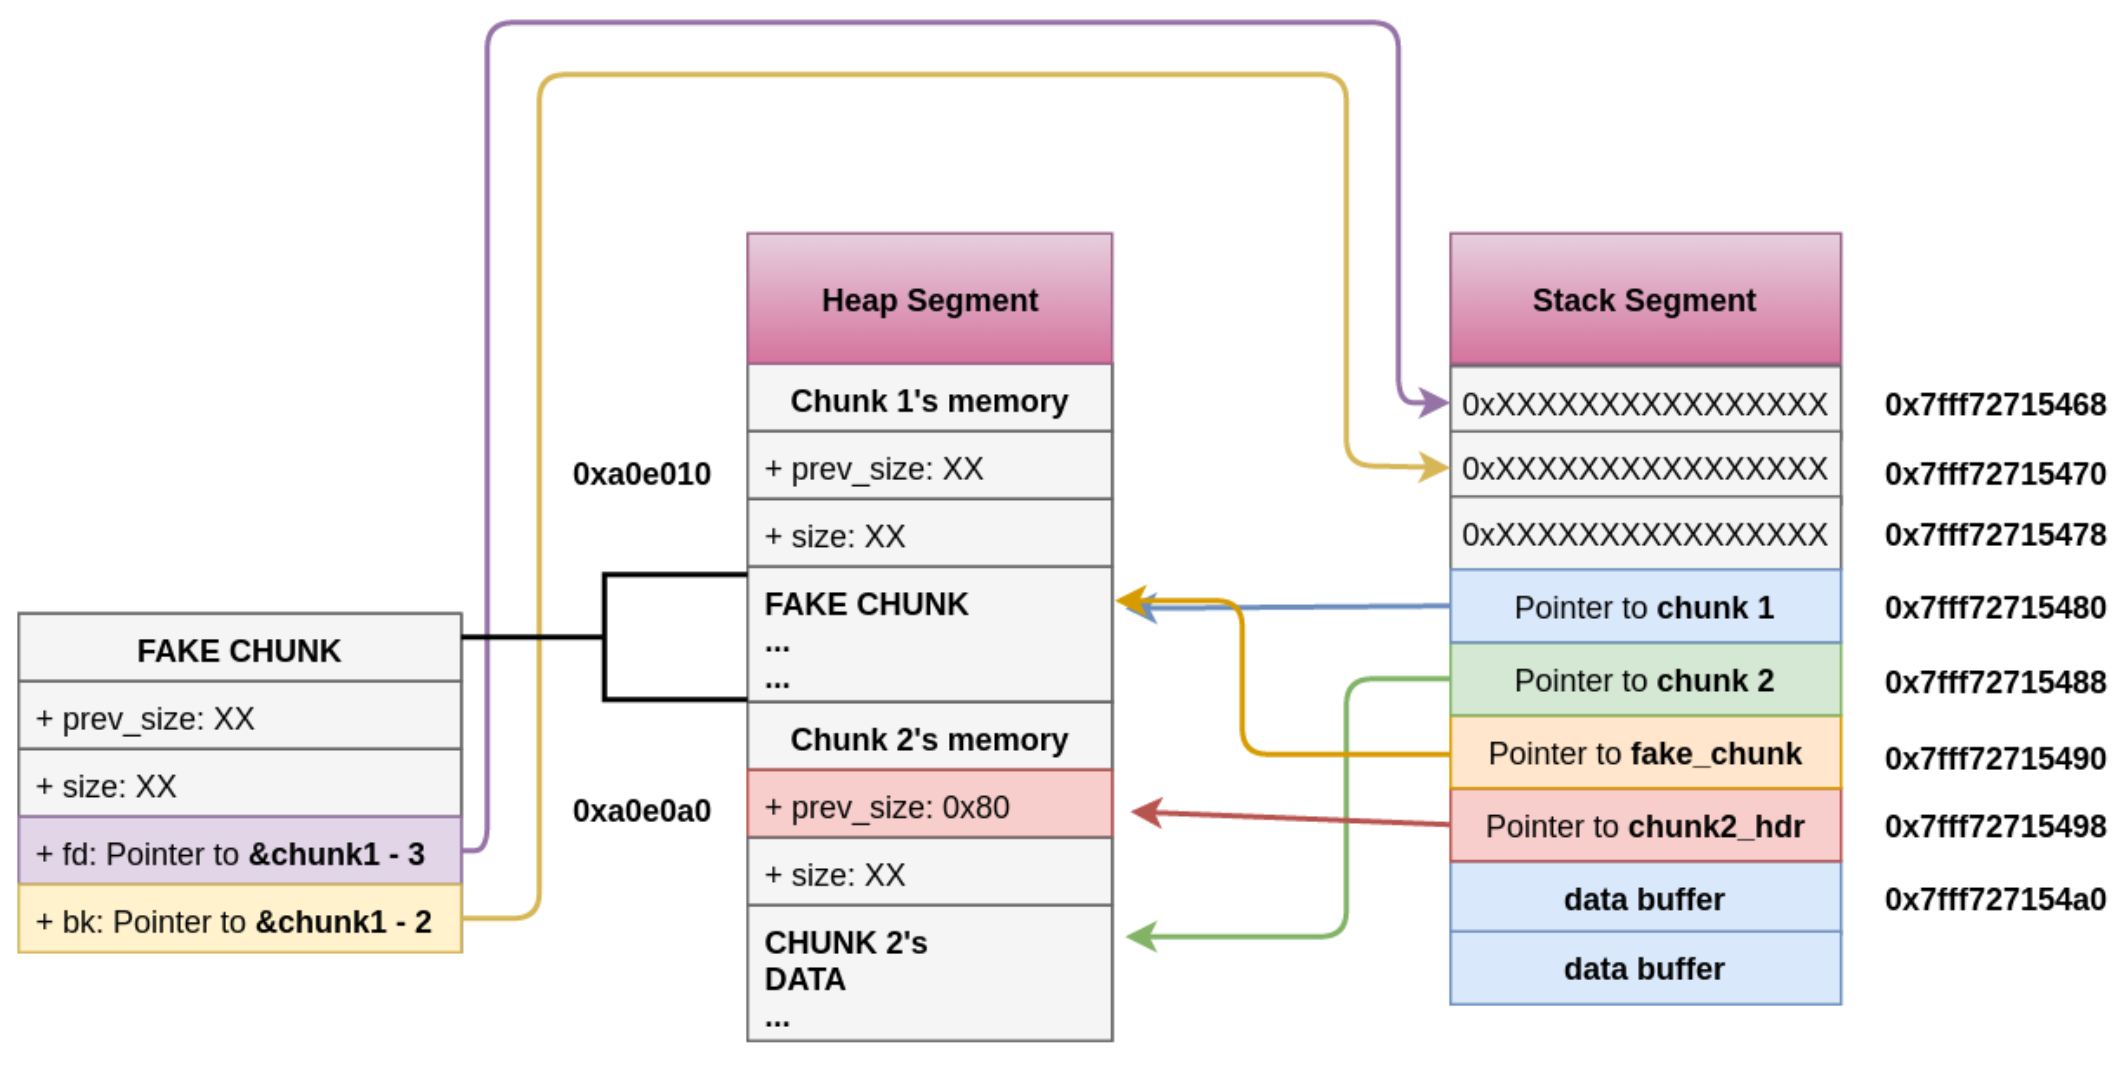 Heap Segment
Chunk 1's memory
0xa0e010
+ prev_size: XX
+ size: XX
FAKE CHUNK
...
...
Chunk 2's memory
0xa0e0a0
+ prev_size: 0x80
+ size: XX
CHUNK 2's
DATA
...
FAKE CHUNK
+ prev_size: XX
+ size: XX
+ fd: Pointer to &chunk1 - 3
+ bk: Pointer to &chunk1 - 2
Stack Segment
0xXXXXXXXXXXXXXXXX 0x7fff72715468
0xXXXXXXXXXXXXXXXX 0x7fff72715470
0xXXXXXXXXXXXXXXXX 0x7fff72715478
Pointer to chunk 1 0x7fff72715480
Pointer to chunk 2 0x7fff72715488
Pointer to fake_chunk 0x7fff72715490
Pointer to chunk2_hdr 0x7fff72715498
data buffer 0x7fff727154a0
data buffer